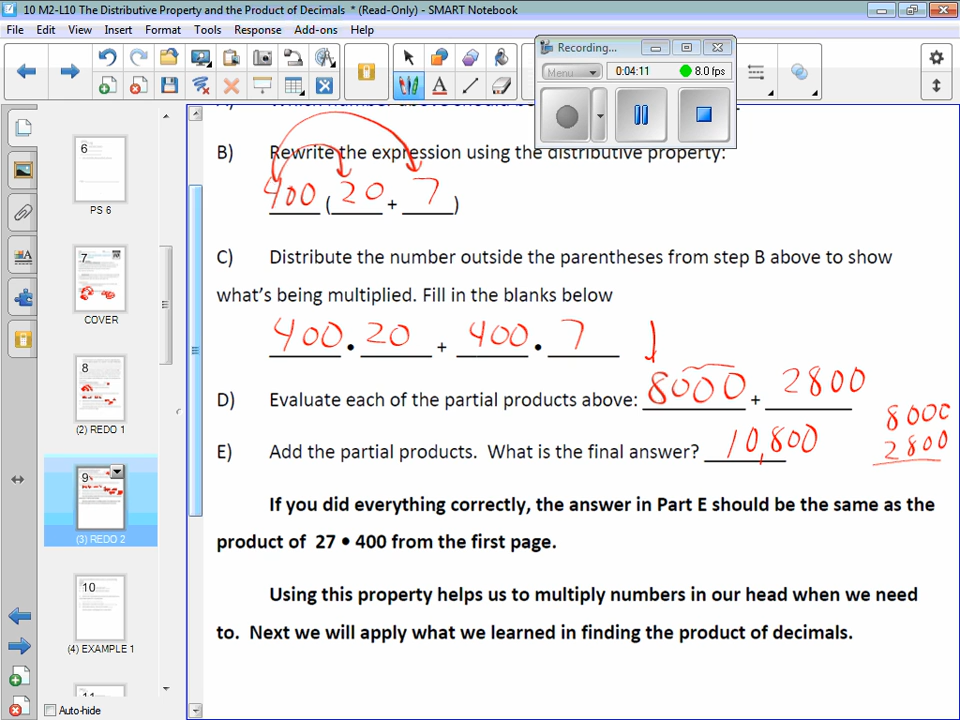 10 M2-L10 The Distributive Property and the Product of Decimals * (Read-Only) - SMART Notebook
File Edit View Insert Format Tools Response Add-ons Help
Recording...
Menu 0:04:11 8.0 fps
B) Rewrite the expression using the distributive property:
400 ( 20 + 7 )
C) Distribute the number outside the parentheses from step B above to show
what's being multiplied. Fill in the blanks below
400 • 20 + 400 • 7
D) Evaluate each of the partial products above: 8000 + 2800
8000
2800
E) Add the partial products. What is the final answer? 10,800
If you did everything correctly, the answer in Part E should be the same as the
product of 27 • 400 from the first page.
Using this property helps us to multiply numbers in our head when we need
to. Next we will apply what we learned in finding the product of decimals.
6
PS 6
7
COVER
8
(2) REDO 1
9
(3) REDO 2
10
(4) EXAMPLE 1
Auto-hide